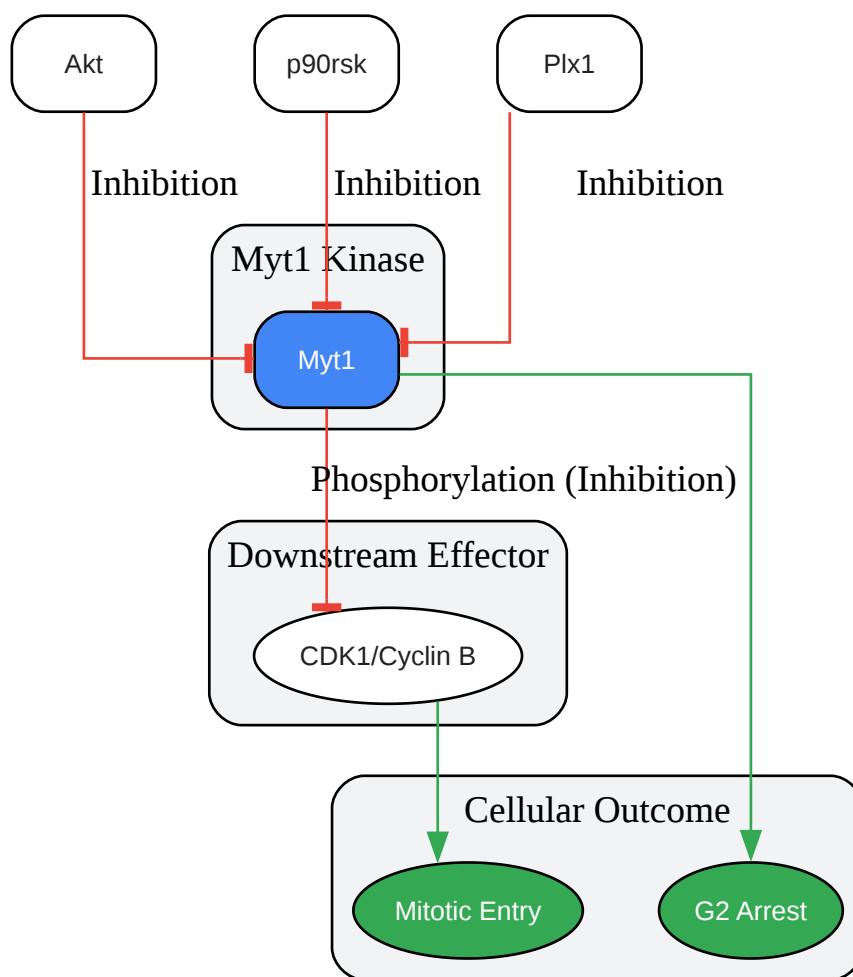 Akt
p90rsk
Plx1
Inhibition
Inhibition
Inhibition
Myt1 Kinase
Myt1
Phosphorylation (Inhibition)
Downstream Effector
CDK1/Cyclin B
Cellular Outcome
Mitotic Entry
G2 Arrest